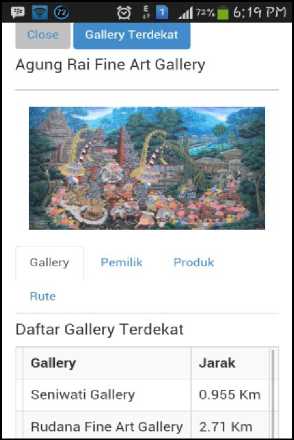 72% 6:19 PM
Close Gallery Terdekat
Agung Rai Fine Art Gallery
Gallery Pemilik Produk
Rute
Daftar Gallery Terdekat
Gallery Jarak
Seniwati Gallery 0.955 Km
Rudana Fine Art Gallery 2.71 Km